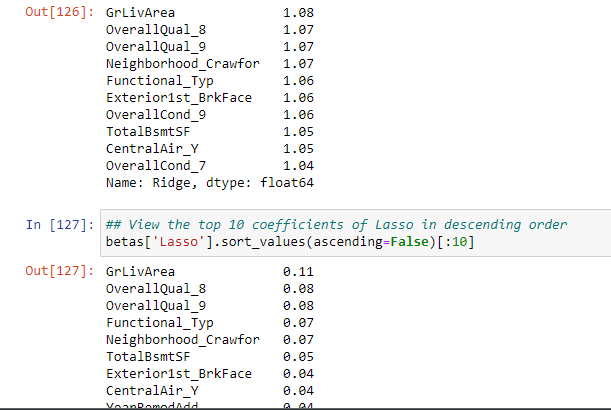 Out[126]: GrLivArea 1.08
OverallQual_8 1.07
OverallQual_9 1.07
Neighborhood_Crawfor 1.07
Functional_Typ 1.06
Exterior1st_BrkFace 1.06
OverallCond_9 1.06
TotalBsmtSF 1.05
CentralAir_Y 1.05
OverallCond_7 1.04
Name: Ridge, dtype: float64
In [127]: ## View the top 10 coefficients of Lasso in descending order
betas['Lasso'].sort_values(ascending=False)[:10]
Out[127]: GrLivArea 0.11
OverallQual_8 0.08
OverallQual_9 0.08
Functional_Typ 0.07
Neighborhood_Crawfor 0.07
TotalBsmtSF 0.05
Exterior1st_BrkFace 0.04
CentralAir_Y 0.04
YearRemodAdd 0.04